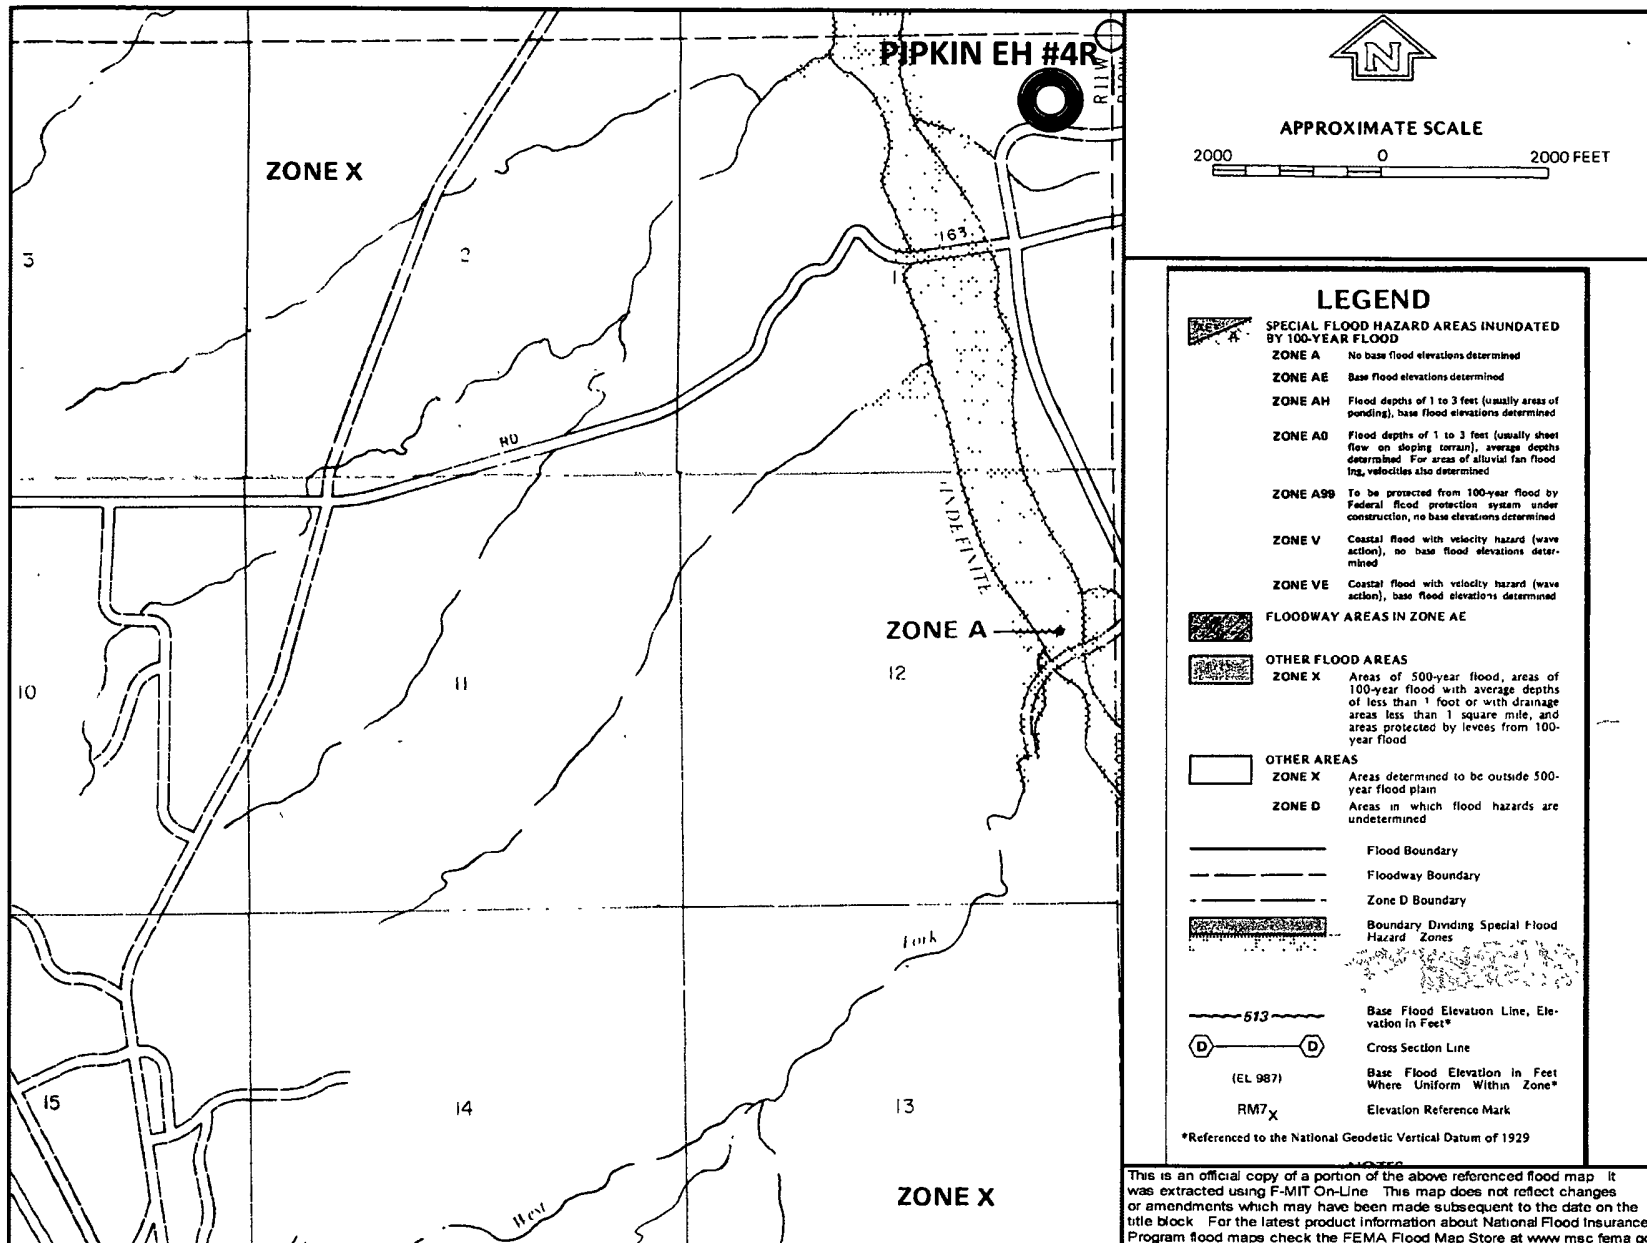 PIPKIN EH #4R
R11W
ZONE X
3
2
1
163
RD
INDEFINITE
ZONE A
10
11
12
Fork
15
14
13
ZONE X
West
N
APPROXIMATE SCALE
2000 0 2000 FEET
LEGEND
SPECIAL FLOOD HAZARD AREAS INUNDATED
BY 100-YEAR FLOOD
ZONE A No base flood elevations determined
ZONE AE Base flood elevations determined
ZONE AH Flood depths of 1 to 3 feet (usually areas of
ponding), base flood elevations determined
ZONE AO Flood depths of 1 to 3 feet (usually sheet
flow on sloping terrain), average depths
determined For areas of alluvial fan flood
ing, velocities also determined
ZONE A99 To be protected from 100-year flood by
Federal flood protection system under
construction, no base elevations determined
ZONE V Coastal flood with velocity hazard (wave
action), no base flood elevations deter-
mined
ZONE VE Coastal flood with velocity hazard (wave
action), base flood elevations determined
FLOODWAY AREAS IN ZONE AE
OTHER FLOOD AREAS
ZONE X Areas of 500-year flood, areas of
100-year flood with average depths
of less than 1 foot or with drainage
areas less than 1 square mile, and
areas protected by levees from 100-
year flood
OTHER AREAS
ZONE X Areas determined to be outside 500-
year flood plain
ZONE D Areas in which flood hazards are
undetermined
Flood Boundary
Floodway Boundary
Zone D Boundary
Boundary Dividing Special Flood
Hazard Zones
513 Base Flood Elevation Line, Ele-
vation in Feet*
D D Cross Section Line
(EL 987) Base Flood Elevation in Feet
Where Uniform Within Zone*
RM7X Elevation Reference Mark
*Referenced to the National Geodetic Vertical Datum of 1929
NOTES
This is an official copy of a portion of the above referenced flood map It
was extracted using F-MIT On-Line This map does not reflect changes
or amendments which may have been made subsequent to the date on the
title block For the latest product information about National Flood Insurance
Program flood maps check the FEMA Flood Map Store at www msc fema go